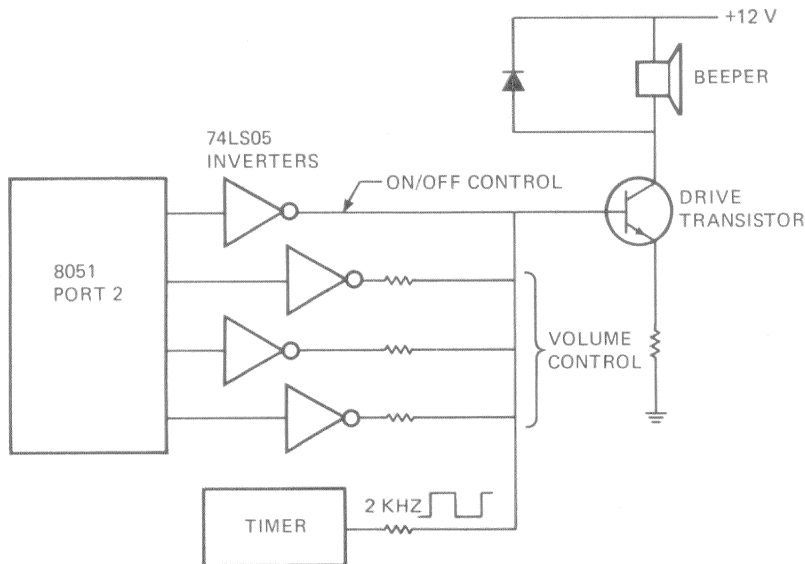 +12 V
BEEPER
74LS05
INVERTERS
ON/OFF CONTROL
DRIVE
TRANSISTOR
8051
PORT 2
VOLUME
CONTROL
2 KHZ
TIMER